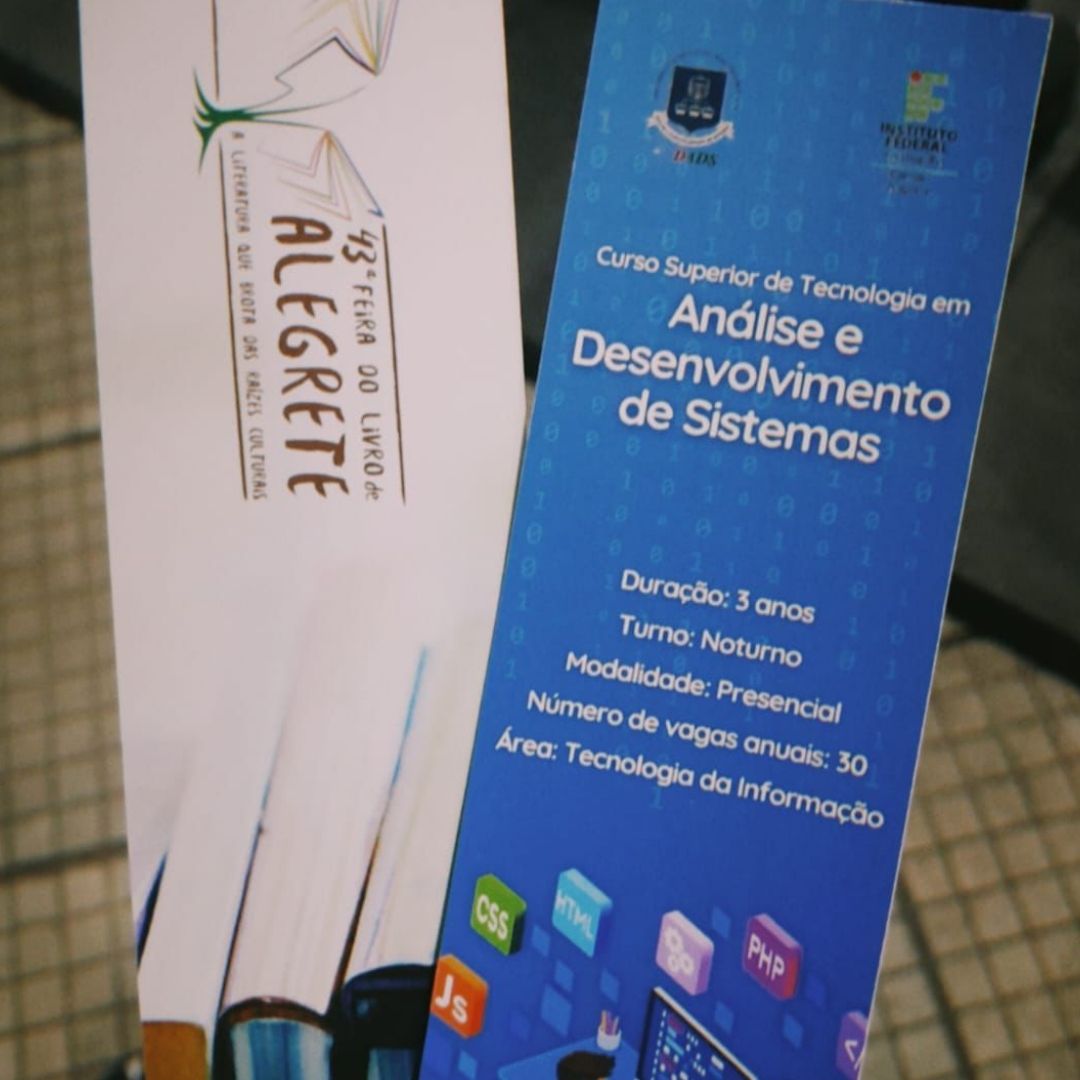 43ª FEIRA DO LIVRO de
ALEGRETE
A LITERATURA QUE BROTA DAS RAÍZES CULTURAIS
INSTITUTO
FEDERAL
Curso Superior de Tecnologia em
Análise e
Desenvolvimento
de Sistemas
Duração: 3 anos
Turno: Noturno
Modalidade: Presencial
Número de vagas anuais: 30
Área: Tecnologia da Informação
CSS
HTML
PHP
Js